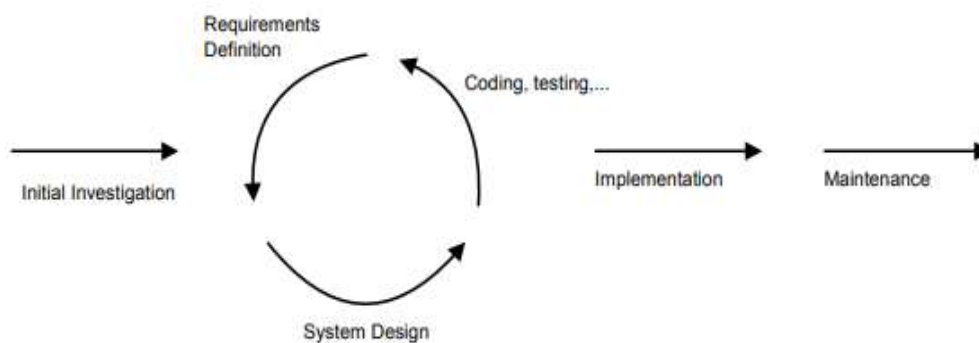 Requirements
Definition
Coding, testing,...
Initial Investigation
Implementation
Maintenance
System Design